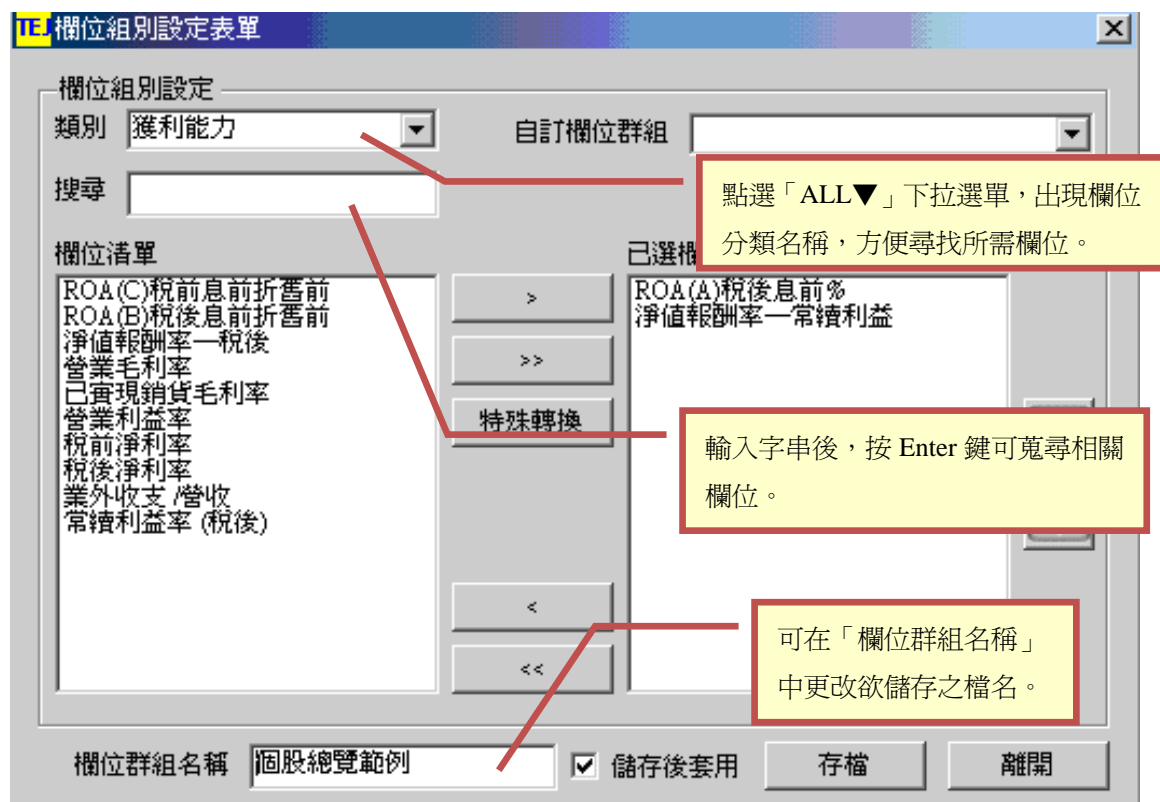 TEJ欄位組別設定表單
欄位組別設定
類別 獲利能力
自訂欄位群組
搜尋
點選「ALL▼」下拉選單，出現欄位
分類名稱，方便尋找所需欄位。
欄位清單
已選
ROA(C)稅前息前折舊前
ROA(B)稅後息前折舊前
淨值報酬率—稅後
營業毛利率
已實現銷貨毛利率
營業利益率
稅前淨利率
稅後淨利率
業外收支 /營收
常續利益率 (稅後)
>
>>
特殊轉換
<
<<
ROA(A)稅後息前%
淨值報酬率—常續利益
輸入字串後，按 Enter 鍵可蒐尋相關
欄位。
可在「欄位群組名稱」
中更改欲儲存之檔名。
欄位群組名稱 個股總覽範例
儲存後套用
存檔
離開